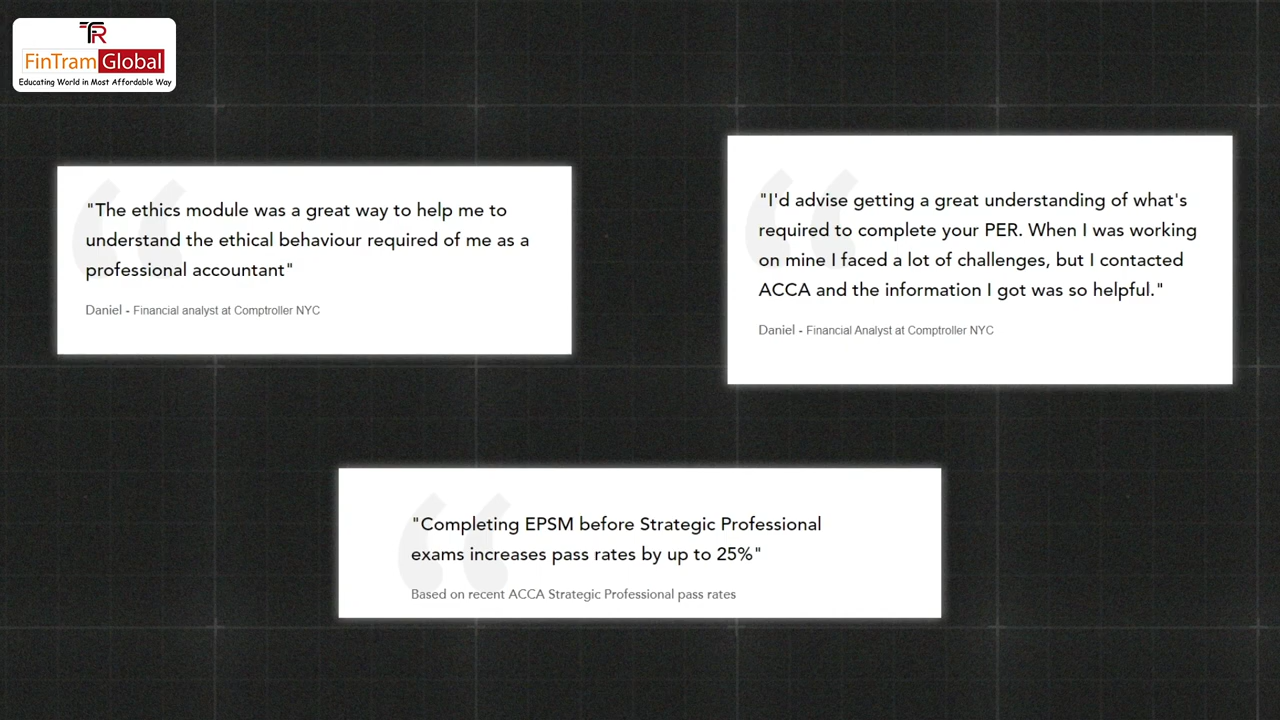 FR
FinTram Global
Educating World in Most Affordable Way
"The ethics module was a great way to help me to
understand the ethical behaviour required of me as a
professional accountant"
Daniel - Financial analyst at Comptroller NYC
"I'd advise getting a great understanding of what's
required to complete your PER. When I was working
on mine I faced a lot of challenges, but I contacted
ACCA and the information I got was so helpful."
Daniel - Financial Analyst at Comptroller NYC
"Completing EPSM before Strategic Professional
exams increases pass rates by up to 25%"
Based on recent ACCA Strategic Professional pass rates